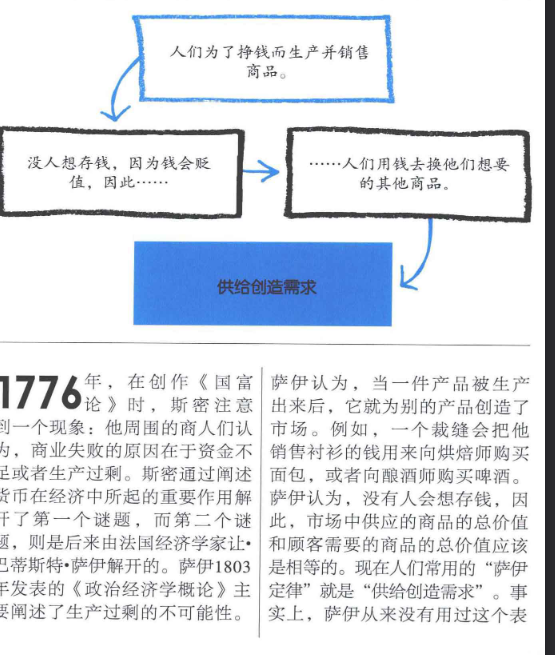 人们为了挣钱而生产并销售
商品。
没人想存钱，因为钱会贬
值，因此……
……人们用钱去换他们想要
的其他商品。
供给创造需求
1776年，在创作《国富
论》时，斯密注意
到一个现象：他周围的商人们认
为，商业失败的原因在于资金不
足或者生产过剩。斯密通过阐述
货币在经济中所起的重要作用解
开了第一个谜题，而第二个谜
题，则是后来由法国经济学家让·
巴蒂斯特·萨伊解开的。萨伊1803
年发表的《政治经济学概论》主
要阐述了生产过剩的不可能性。
萨伊认为，当一件产品被生产
出来后，它就为别的产品创造了
市场。例如，一个裁缝会把他
销售衬衫的钱用来向烘焙师购买
面包，或者向酿酒师购买啤酒。
萨伊认为，没有人会想存钱，因
此，市场中供应的商品的总价值
和顾客需要的商品的总价值应该
是相等的。现在人们常用的“萨伊
定律”就是“供给创造需求”。事
实上，萨伊从来没有用过这个表